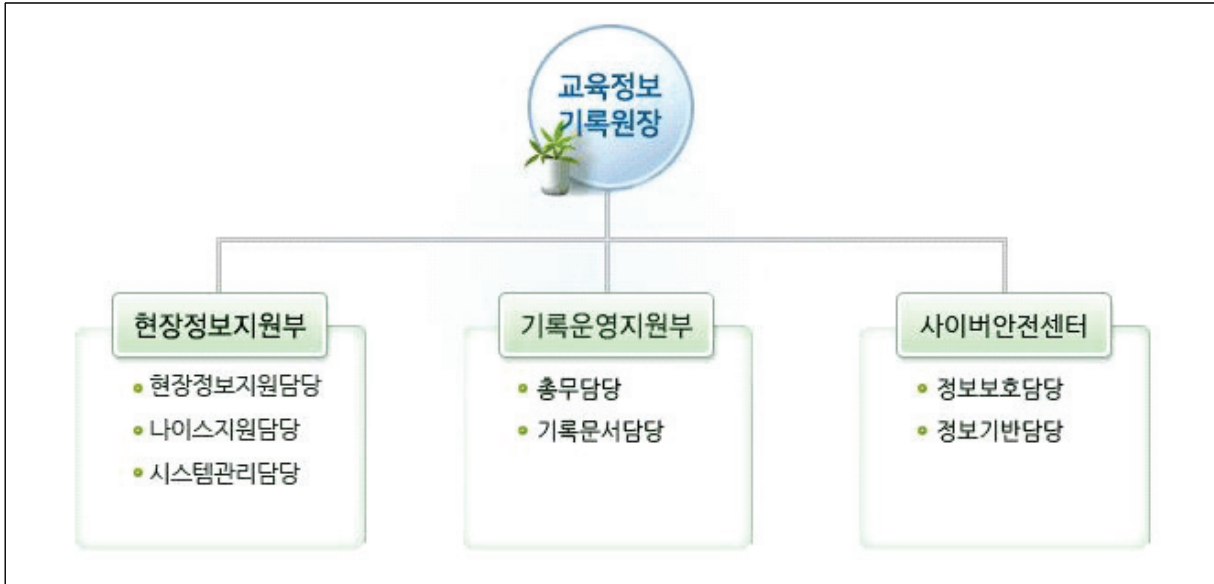 교육정보
기록원장
현장정보지원부
현장정보지원담당
나이스지원담당
시스템관리담당
기록운영지원부
총무담당
기록문서담당
사이버안전센터
정보보호담당
정보기반담당